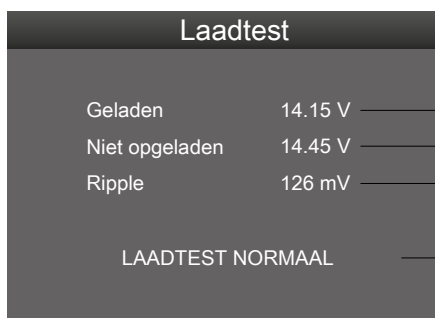 Laadtest
Geladen 14.15 V
Niet opgeladen 14.45 V
Ripple 126 mV
LAADTEST NORMAAL